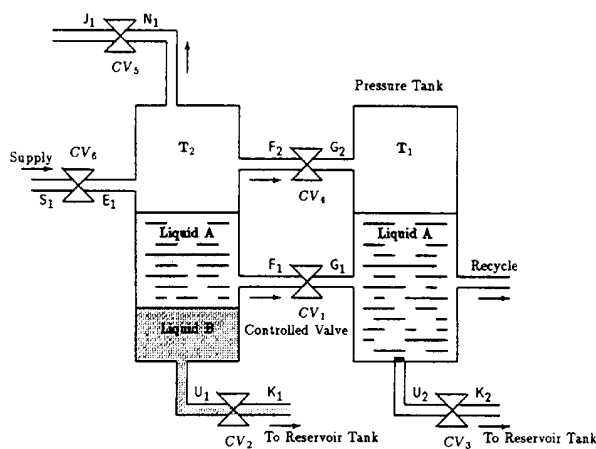 J₁ N₁
CV₅
Pressure Tank
T₂
F₂ G₂
T₁
CV₆
Supply
CV₄
S₁ E₁
Liquid A
Liquid A
F₁ G₁
Recycle
CV₁
Controlled Valve
Liquid B
U₁ K₁
U₂ K₂
CV₂
To Reservoir Tank
CV₃
To Reservoir Tank